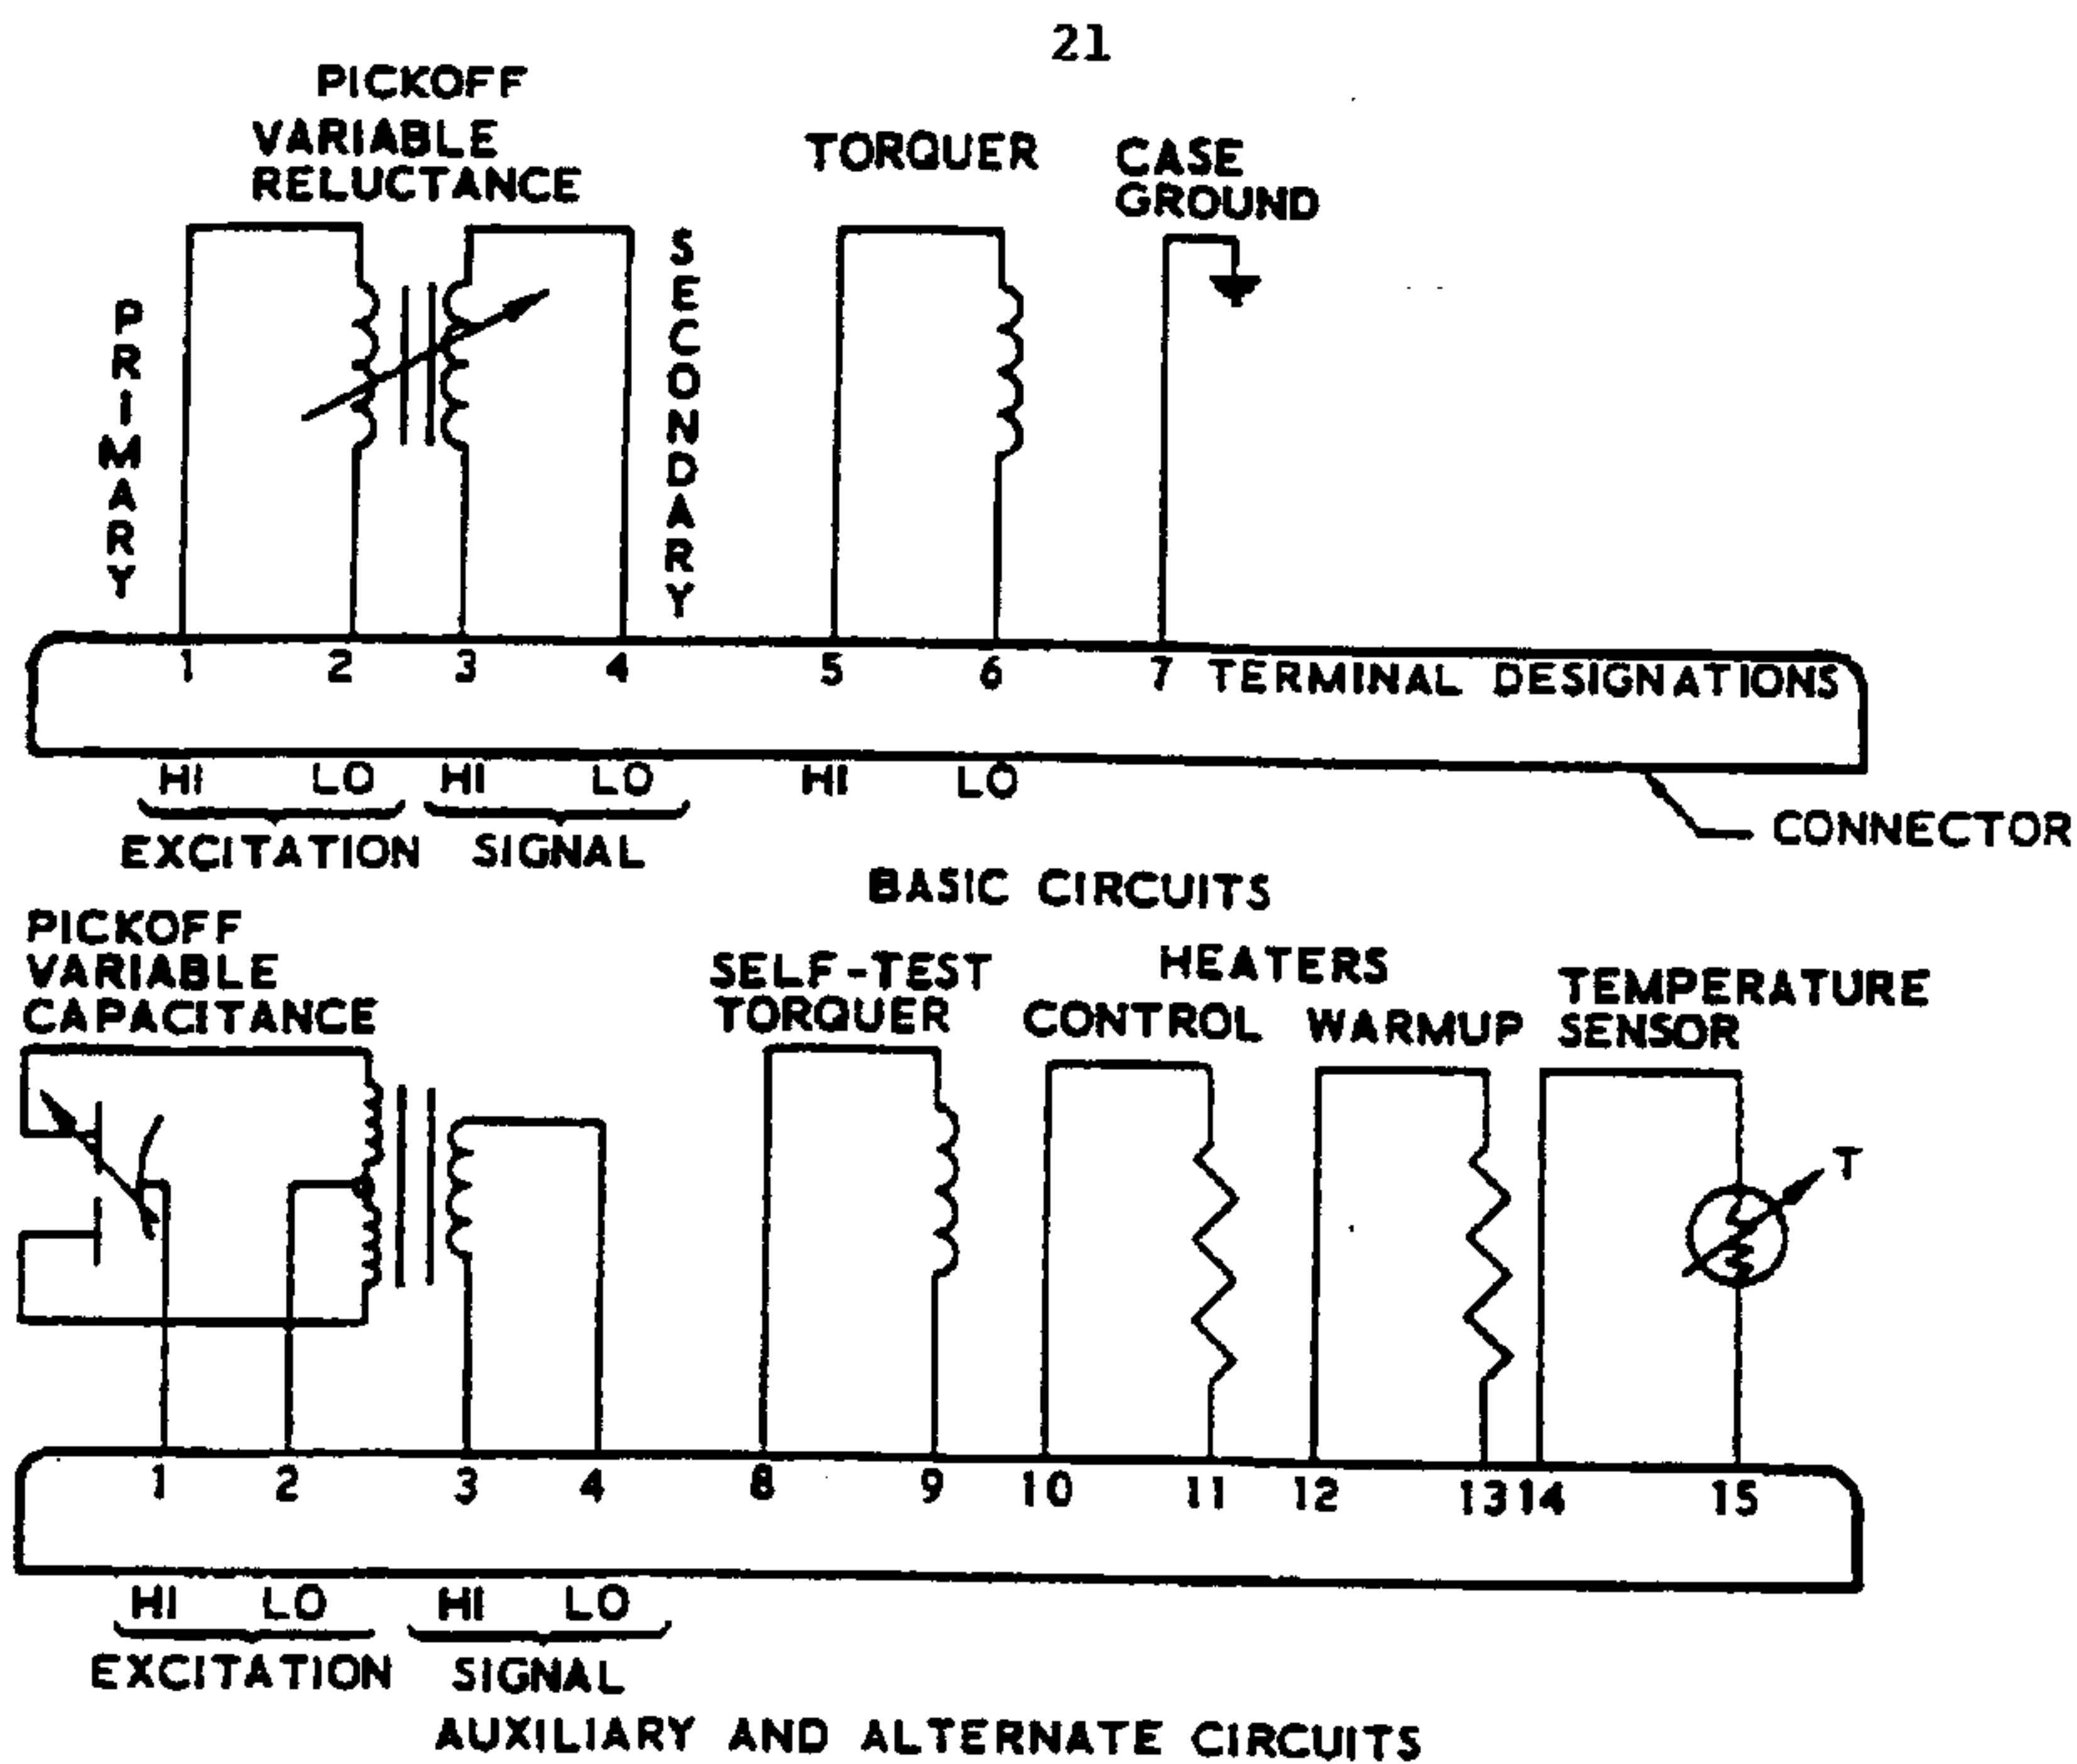 21
PICKOFF
VARIABLE
RELUCTANCE
TORQUER
CASE
GROUND
PRIMARY
SECONDARY
1 2 3 4 5 6 7 TERMINAL DESIGNATIONS
HI LO HI LO HI LO
EXCITATION SIGNAL
CONNECTOR
BASIC CIRCUITS
PICKOFF
VARIABLE
CAPACITANCE
SELF-TEST
TORQUER
HEATERS
CONTROL WARMUP
TEMPERATURE
SENSOR
T
1 2 3 4 8 9 10 11 12 13 14 15
HI LO HI LO
EXCITATION SIGNAL
AUXILIARY AND ALTERNATE CIRCUITS